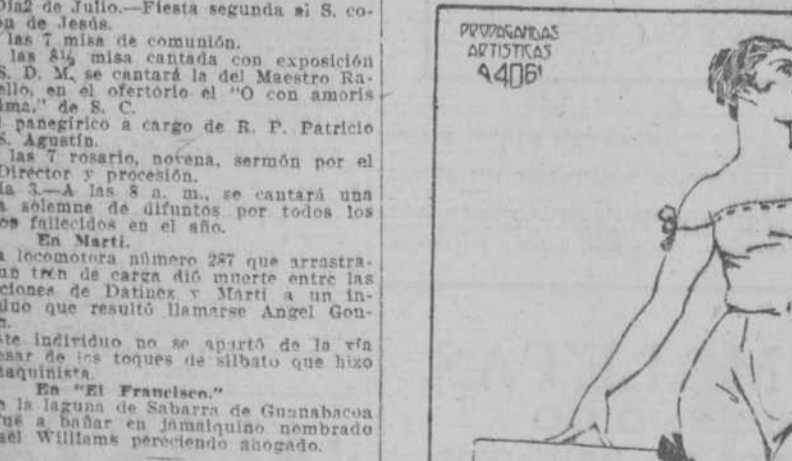 Día 2 de Julio.—Fiesta segunda al S. co-
ón de Jesús.
las 7 misa de comunión.
las 8½ misa cantada con exposición
S. D. M. se cantará la del Maestro Ra-
ello, en el ofertorio el "O con amoris
ima," de S. C.
l panegírico a cargo de R. P. Patricio
S. Agustín.
las 7 rosario, novena, sermón por el
Director y procesión.
ía 3.—A las 8 a. m., se cantará una
a solemne de difuntos por todos los
os fallecidos en el año.
En Martí.
a locomotora número 287 que arrastra-
un tren de carga dió muerte entre las
ciones de Datinez y Martí a un in-
duo que resultó llamarse Angel Gon-
ste individuo no se apartó de la vía
esar de los toques de silbato que hizo
aquinista.
En "El Francisco."
n la laguna de Sabarra de Guanabacoa
fué a bañar en jamaiquino nombrado
ael Williams pereciendo ahogado.
PROPAGANDAS
ARTISTICAS
A4061